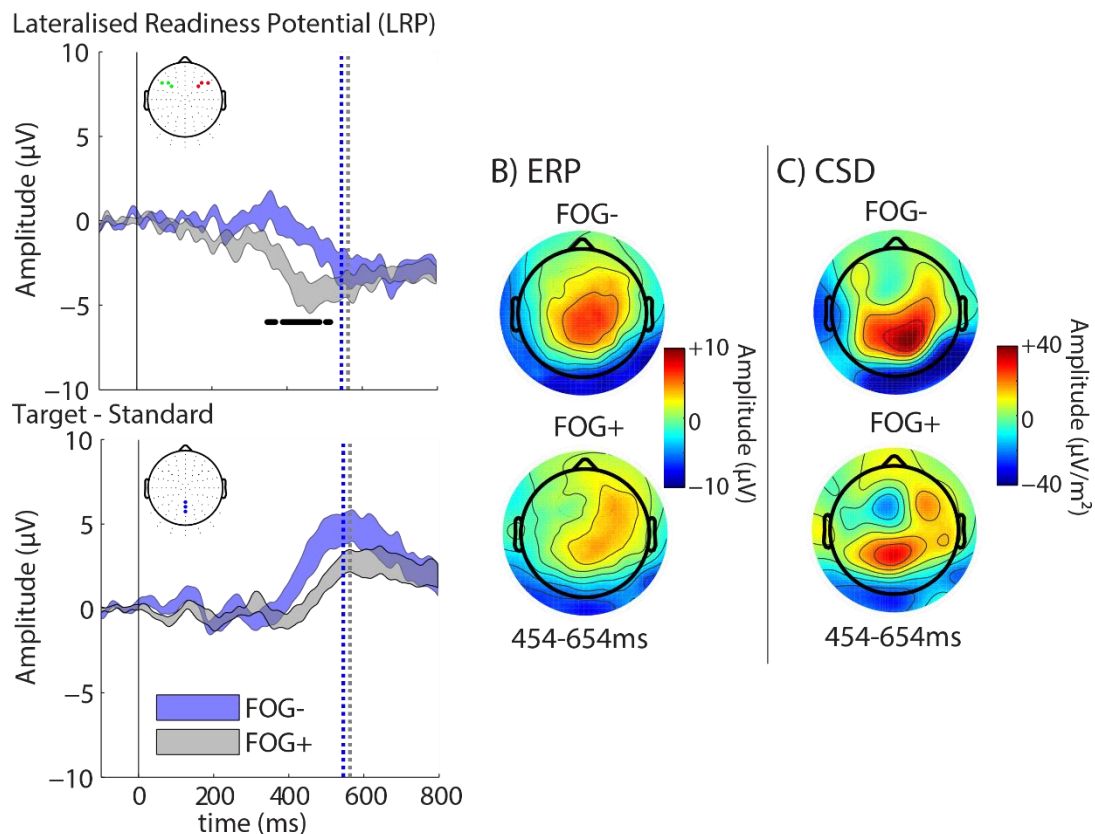 Lateralised Readiness Potential (LRP)
10
5
0
−5
−10
Amplitude (µV)
Target - Standard
10
5
0
−5
−10
Amplitude (µV)
FOG-
FOG+
0 200 400 600 800
time (ms)
B) ERP
FOG-
FOG+
454-654ms
+10
0
−10
Amplitude (µV)
C) CSD
FOG-
FOG+
454-654ms
+40
0
−40
Amplitude (µV/m²)